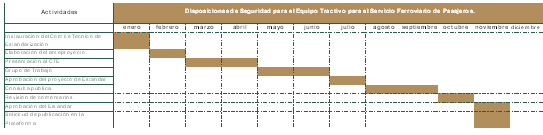 Actividades
Disposiciones de Seguridad para el Equipo Tractivo para el Servicio Ferroviario de Pasajeros.
enero febrero marzo abril mayo junio julio agosto septiembre octubre noviembre diciembre
Instauración del Comité Técnico de
Estandarización
Elaboración del anteproyecto.
Presentación al CTE
Grupo de Trabajo
Aprobación del proyecto de Estándar
Consulta pública
Revisión de comentarios
Aprobación del Estándar
Solicitud de publicación en la
Plataforma